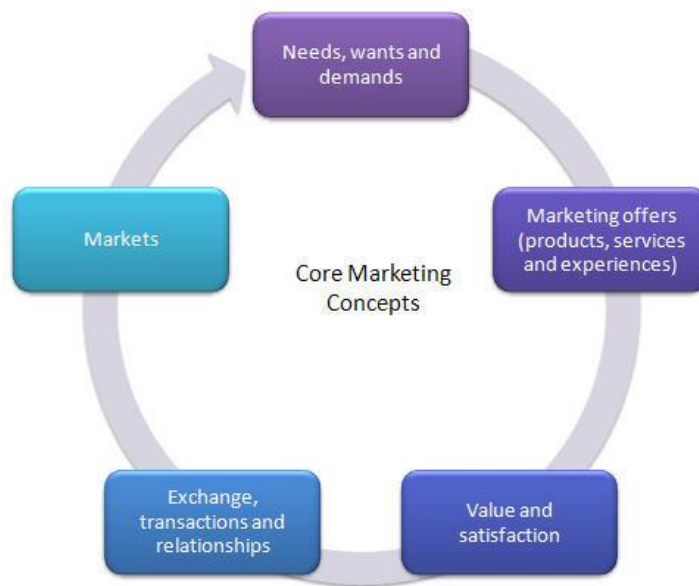 Needs, wants and
demands
Marketing offers
(products, services
and experiences)
Value and
satisfaction
Exchange,
transactions and
relationships
Markets
Core Marketing
Concepts